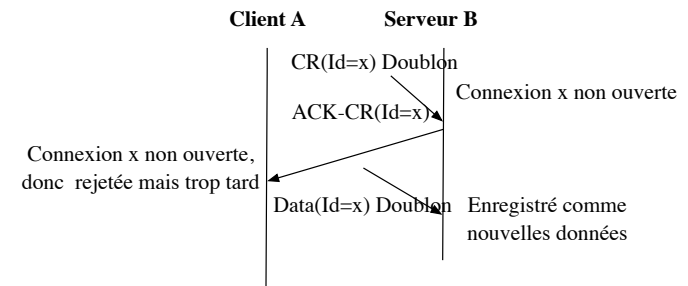 Client A
Serveur B
CR(Id=x) Doublon
Connexion x non ouverte
ACK-CR(Id=x)
Connexion x non ouverte,
donc rejetée mais trop tard
Data(Id=x) Doublon
Enregistré comme
nouvelles données